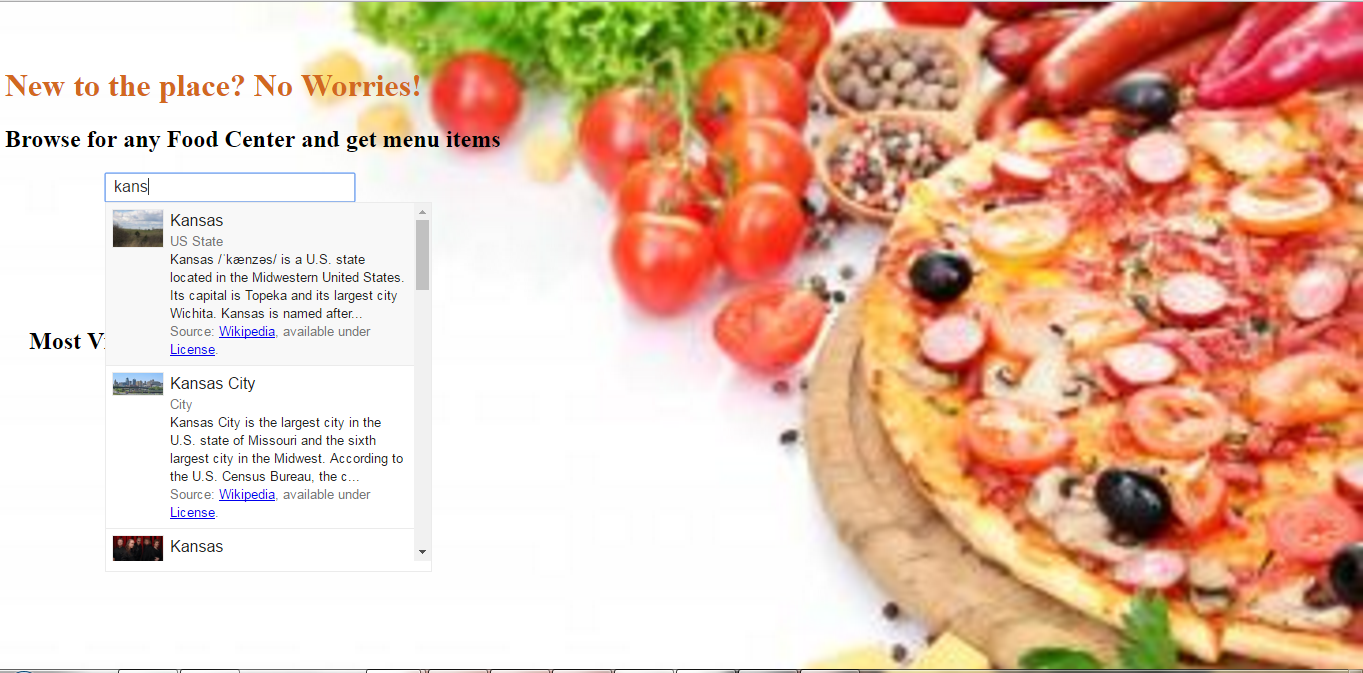 New to the place? No Worries!
Browse for any Food Center and get menu items
kans
Kansas
US State
Kansas /ˈkænzəs/ is a U.S. state
located in the Midwestern United States.
Its capital is Topeka and its largest city
Wichita. Kansas is named after...
Source: Wikipedia, available under
License.
Most V
Kansas City
City
Kansas City is the largest city in the
U.S. state of Missouri and the sixth
largest city in the Midwest. According to
the U.S. Census Bureau, the c...
Source: Wikipedia, available under
License.
Kansas